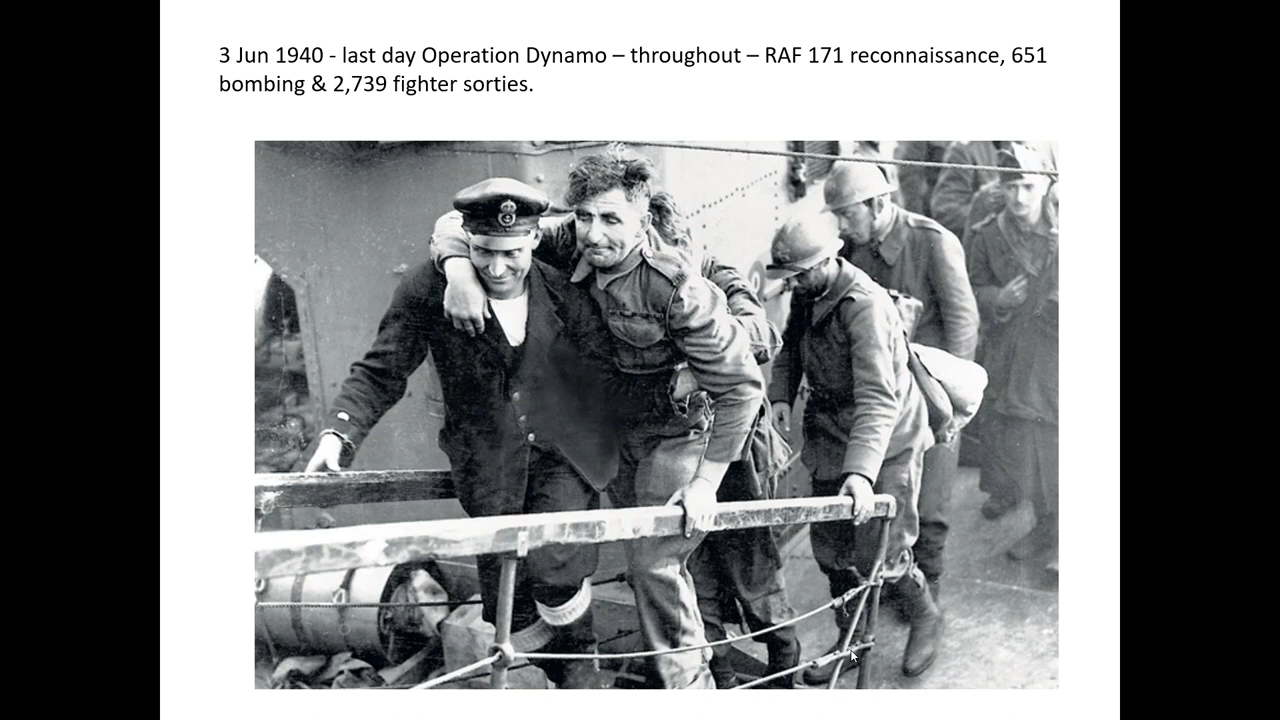 3 Jun 1940 - last day Operation Dynamo – throughout – RAF 171 reconnaissance, 651
bombing & 2,739 fighter sorties.